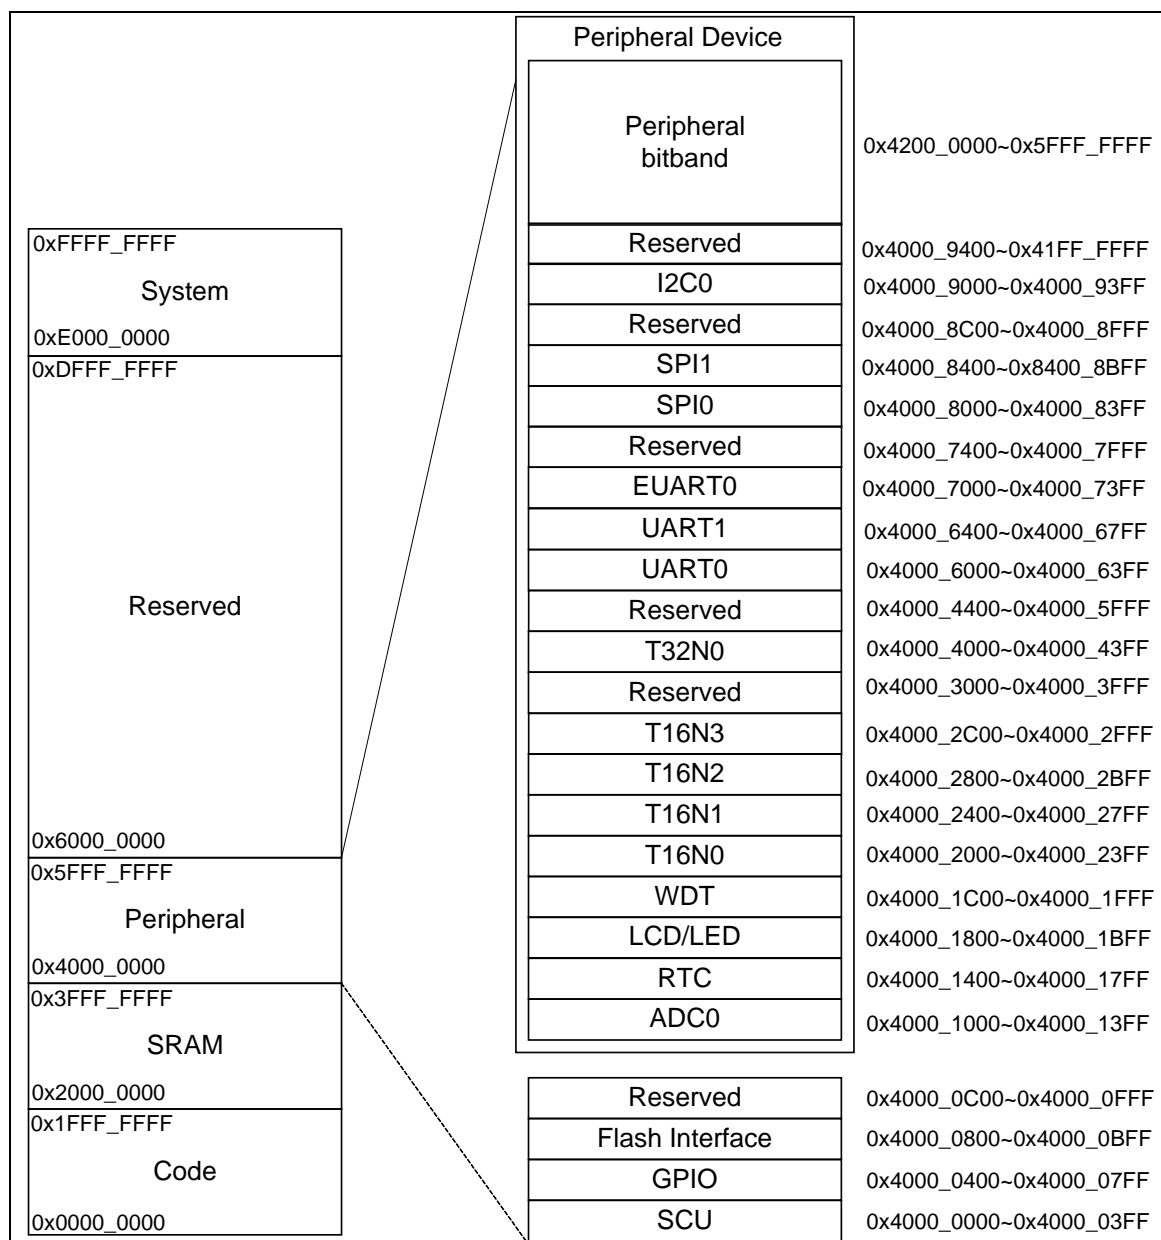 Peripheral Device
Peripheral
bitband
0x4200_0000~0x5FFF_FFFF
Reserved
0x4000_9400~0x41FF_FFFF
I2C0
0x4000_9000~0x4000_93FF
Reserved
0x4000_8C00~0x4000_8FFF
SPI1
0x4000_8400~0x8400_8BFF
SPI0
0x4000_8000~0x4000_83FF
Reserved
0x4000_7400~0x4000_7FFF
EUART0
0x4000_7000~0x4000_73FF
UART1
0x4000_6400~0x4000_67FF
UART0
0x4000_6000~0x4000_63FF
Reserved
0x4000_4400~0x4000_5FFF
T32N0
0x4000_4000~0x4000_43FF
Reserved
0x4000_3000~0x4000_3FFF
T16N3
0x4000_2C00~0x4000_2FFF
T16N2
0x4000_2800~0x4000_2BFF
T16N1
0x4000_2400~0x4000_27FF
T16N0
0x4000_2000~0x4000_23FF
WDT
0x4000_1C00~0x4000_1FFF
LCD/LED
0x4000_1800~0x4000_1BFF
RTC
0x4000_1400~0x4000_17FF
ADC0
0x4000_1000~0x4000_13FF
Reserved
0x4000_0C00~0x4000_0FFF
Flash Interface
0x4000_0800~0x4000_0BFF
GPIO
0x4000_0400~0x4000_07FF
SCU
0x4000_0000~0x4000_03FF
0xFFFF_FFFF
System
0xE000_0000
0xDFFF_FFFF
Reserved
0x6000_0000
0x5FFF_FFFF
Peripheral
0x4000_0000
0x3FFF_FFFF
SRAM
0x2000_0000
0x1FFF_FFFF
Code
0x0000_0000